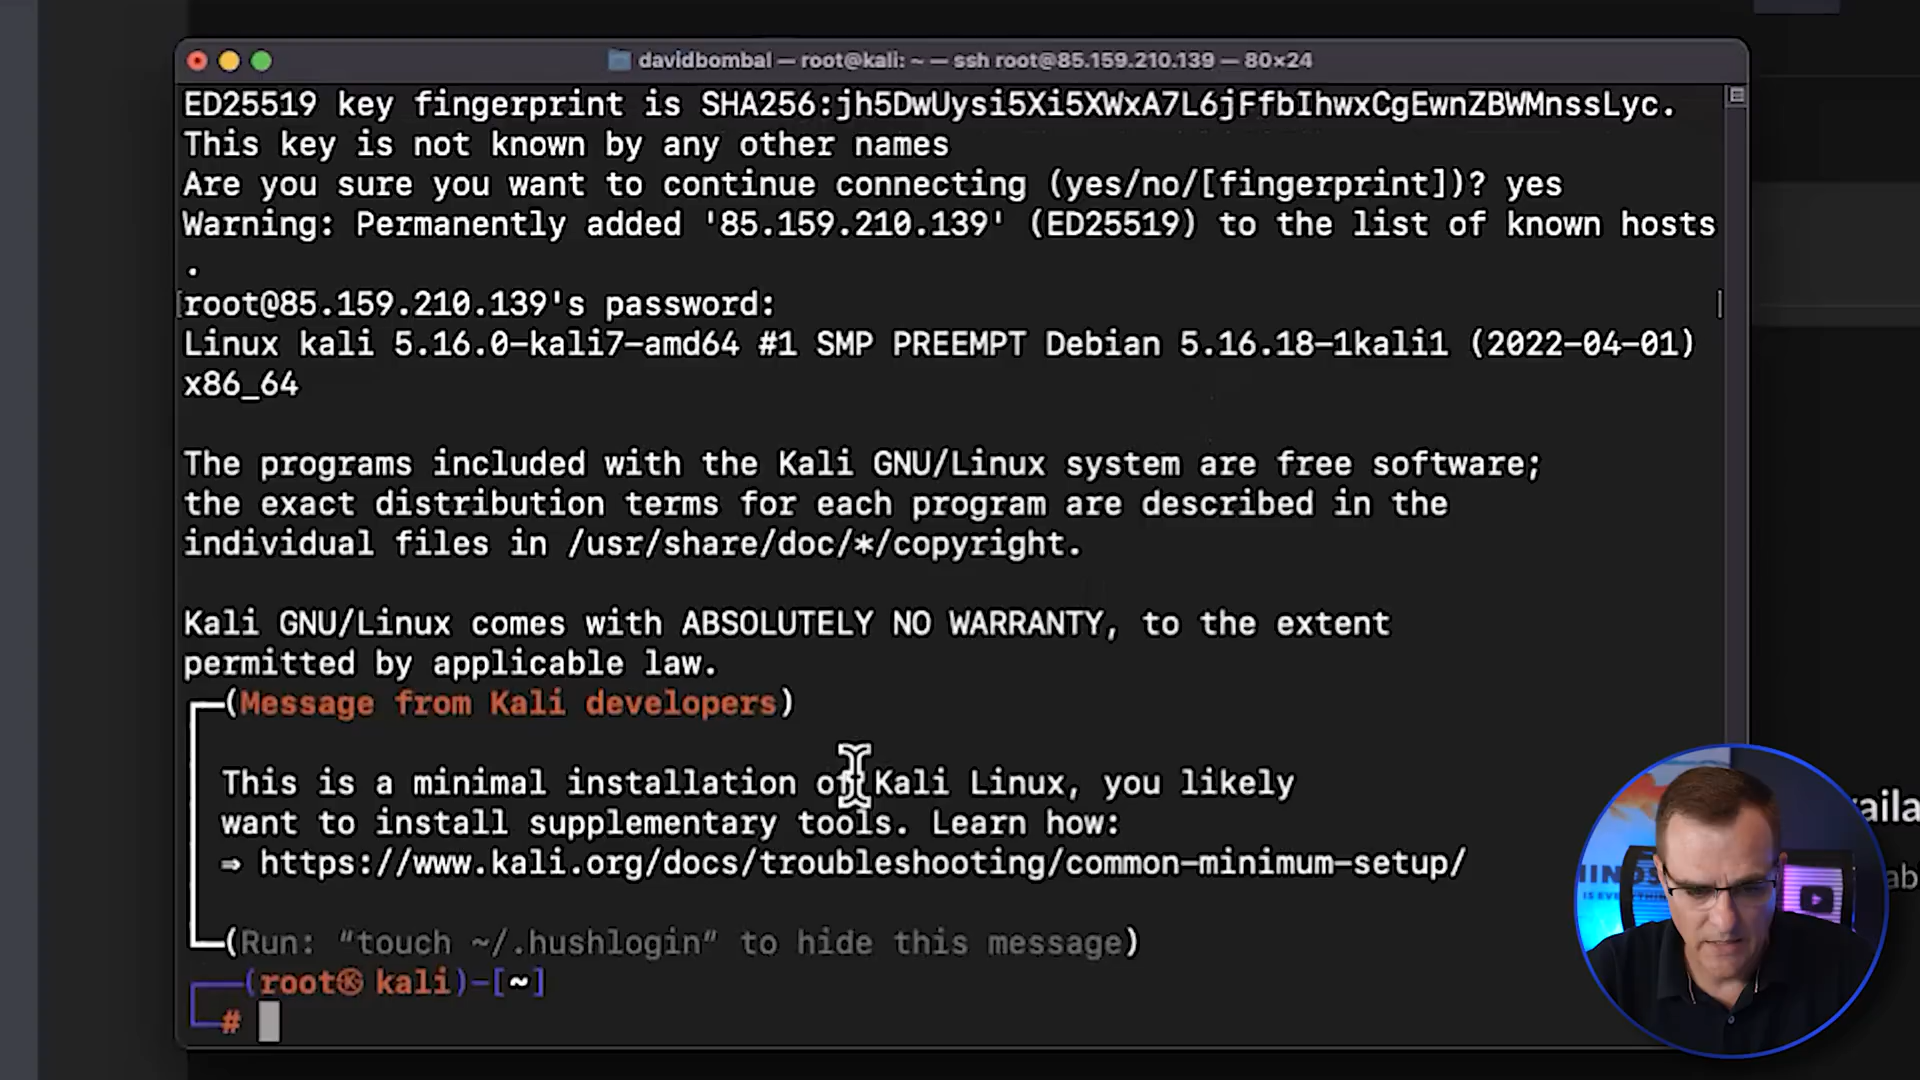 davidbombal — root@kali: ~ — ssh root@85.159.210.139 — 80×24
ED25519 key fingerprint is SHA256:jh5DwUysi5Xi5XWxA7L6jFfbIhwxCgEwnZBWMnssLyc.
This key is not known by any other names
Are you sure you want to continue connecting (yes/no/[fingerprint])? yes
Warning: Permanently added '85.159.210.139' (ED25519) to the list of known hosts
.
root@85.159.210.139's password:
Linux kali 5.16.0-kali7-amd64 #1 SMP PREEMPT Debian 5.16.18-1kali1 (2022-04-01)
x86_64
The programs included with the Kali GNU/Linux system are free software;
the exact distribution terms for each program are described in the
individual files in /usr/share/doc/*/copyright.
Kali GNU/Linux comes with ABSOLUTELY NO WARRANTY, to the extent
permitted by applicable law.
(Message from Kali developers)
This is a minimal installation of Kali Linux, you likely
want to install supplementary tools. Learn how:
⇒ https://www.kali.org/docs/troubleshooting/common-minimum-setup/
(Run: “touch ~/.hushlogin” to hide this message)
(root㉿kali)-[~]
#